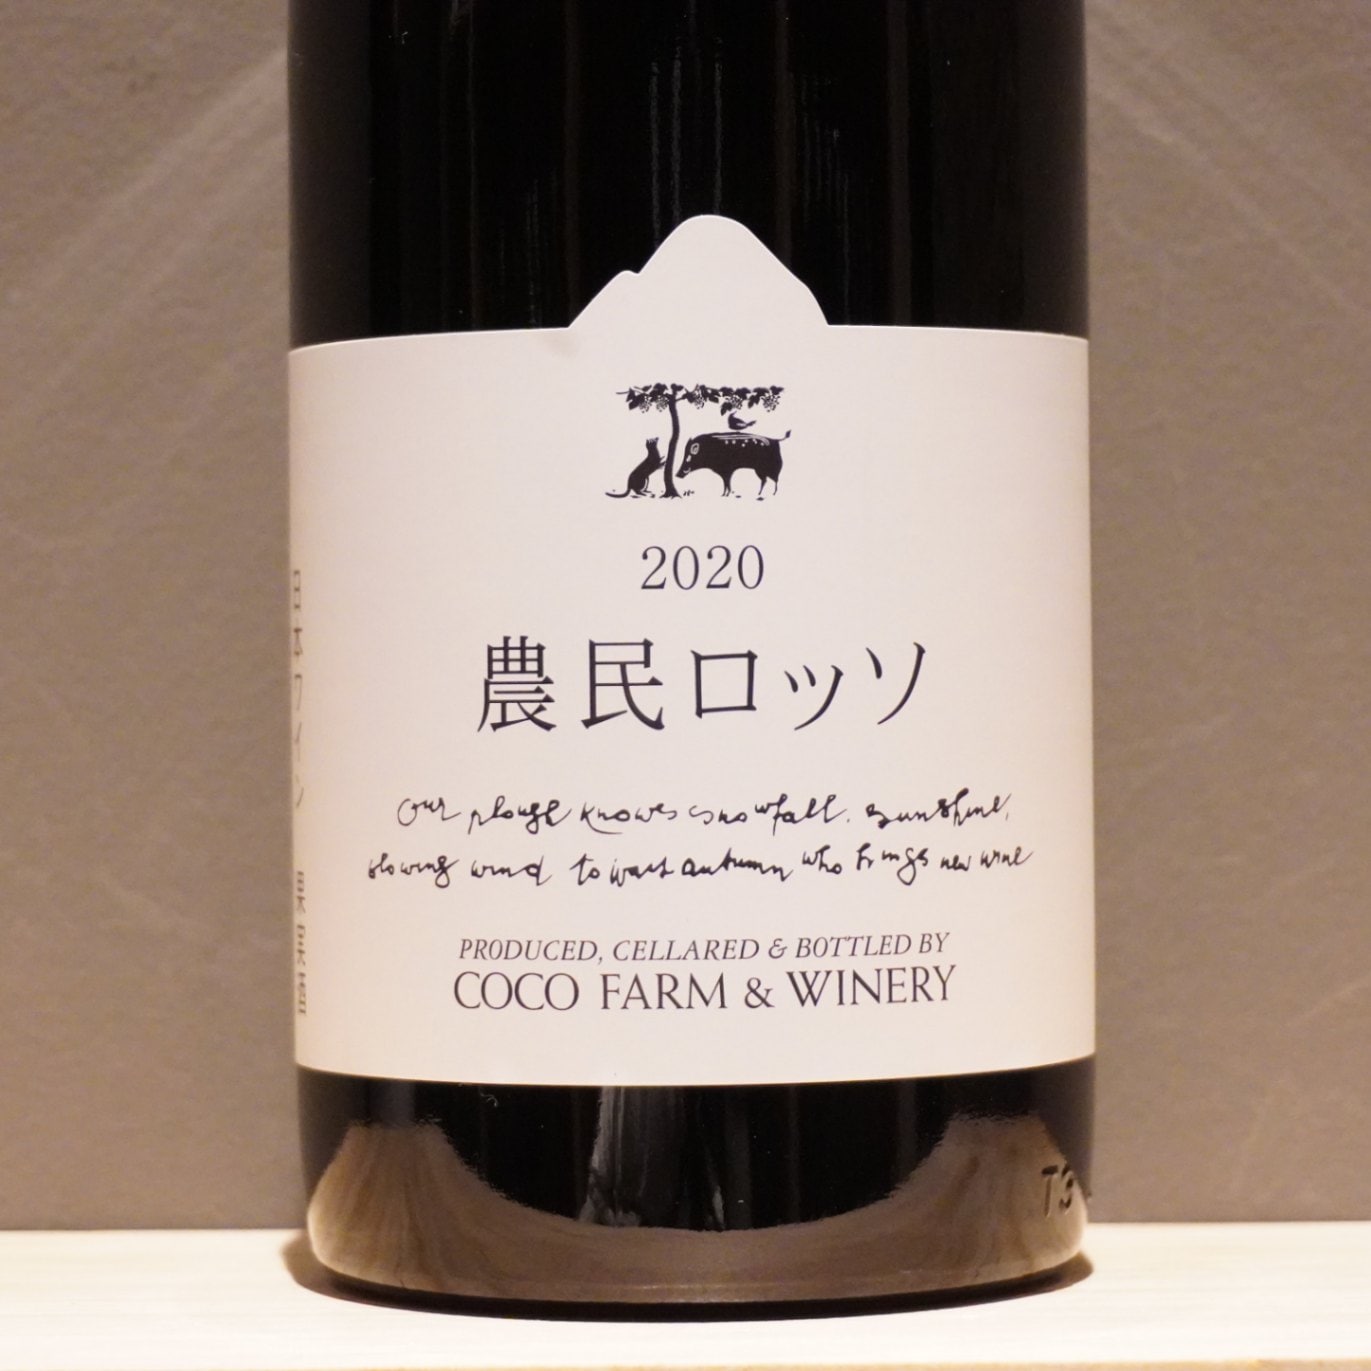 2020
農民ロッソ
Our plough knows snowfall, sunshine,
blowing wind to wait autumn who brings new wine
PRODUCED, CELLARED & BOTTLED BY
COCO FARM & WINERY
日本ワイン
T3